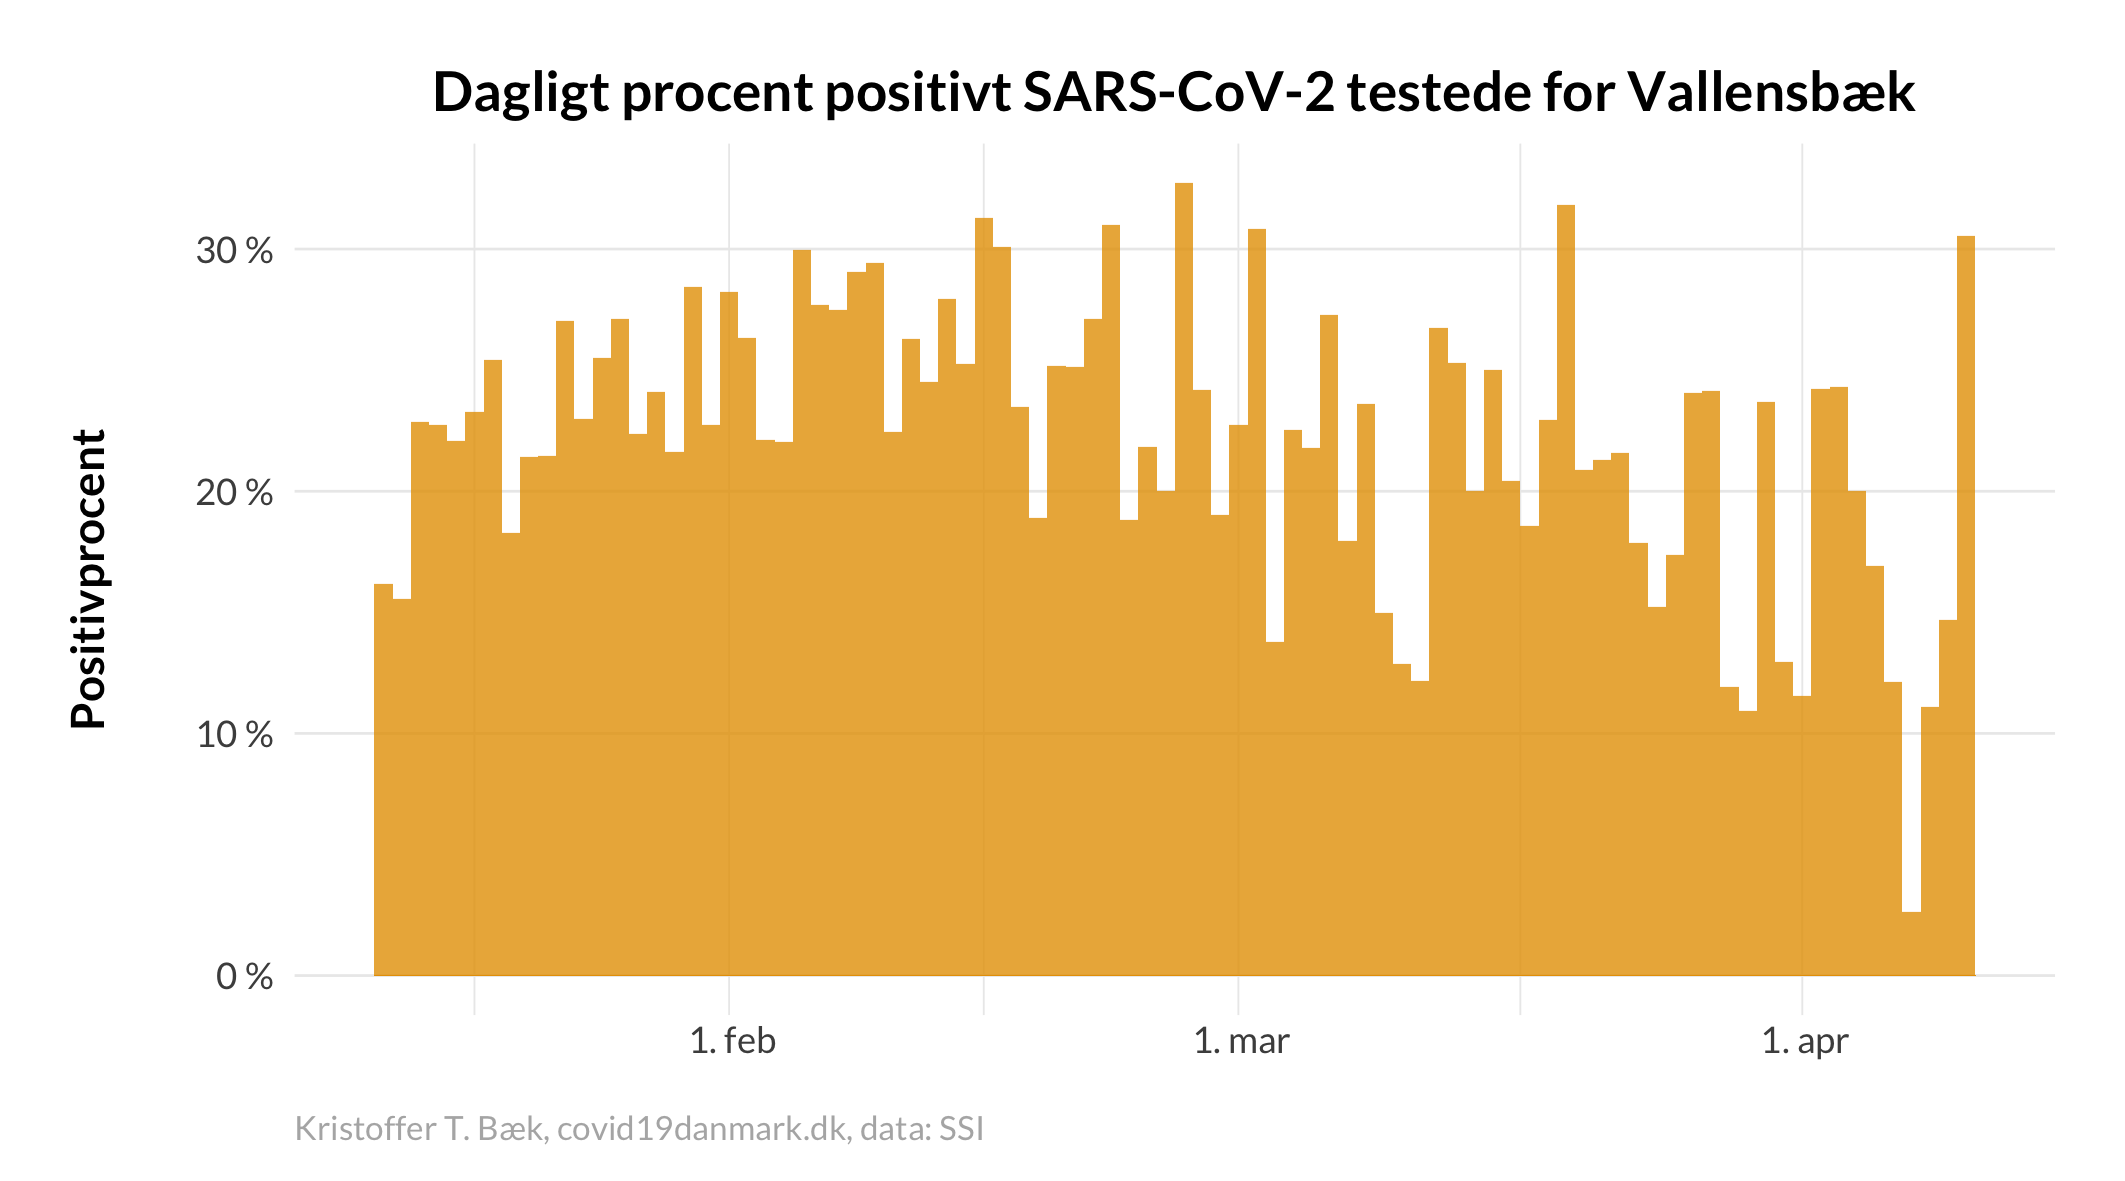 Dagligt procent positivt SARS-CoV-2 testede for Vallensbæk
Positivprocent
30 %
20 %
10 %
0 %
1. feb
1. mar
1. apr
Kristoffer T. Bæk, covid19danmark.dk, data: SSI